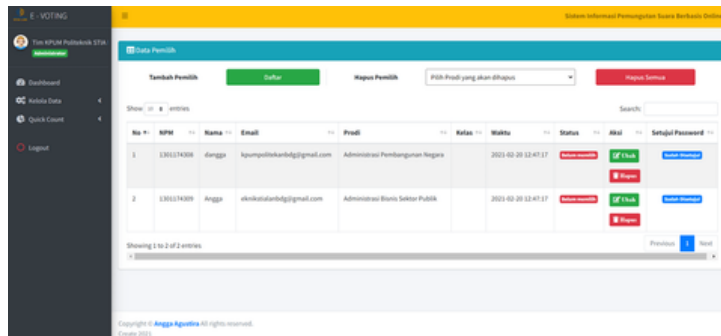 E - VOTING
Sistem Informasi Pemungutan Suara Berbasis Online
Tim KPUM Politeknik STIA
Administrator
Dashboard
Kelola Data
Quick Count
Logout
Data Pemilih
Tambah Pemilih
Daftar
Hapus Pemilih
Pilih Prodi yang akan dihapus
Hapus Semua
Show 10 entries
Search:
No NPM Nama Email Prodi Kelas Waktu Status Aksi Setujui Password
1 1301174308 dangga kpumpolitekanbdg@gmail.com Administrasi Pembangunan Negara 2021-02-20 12:47:17 Belum memilih Ubah Sudah Disetujui
Hapus
2 1301174309 Angga eknikstialanbdg@gmail.com Administrasi Bisnis Sektor Publik 2021-02-20 12:47:17 Belum memilih Ubah Sudah Disetujui
Hapus
Showing 1 to 2 of 2 entries
Previous 1 Next
Copyright © Angga Agustira All rights reserved.
Create 2021